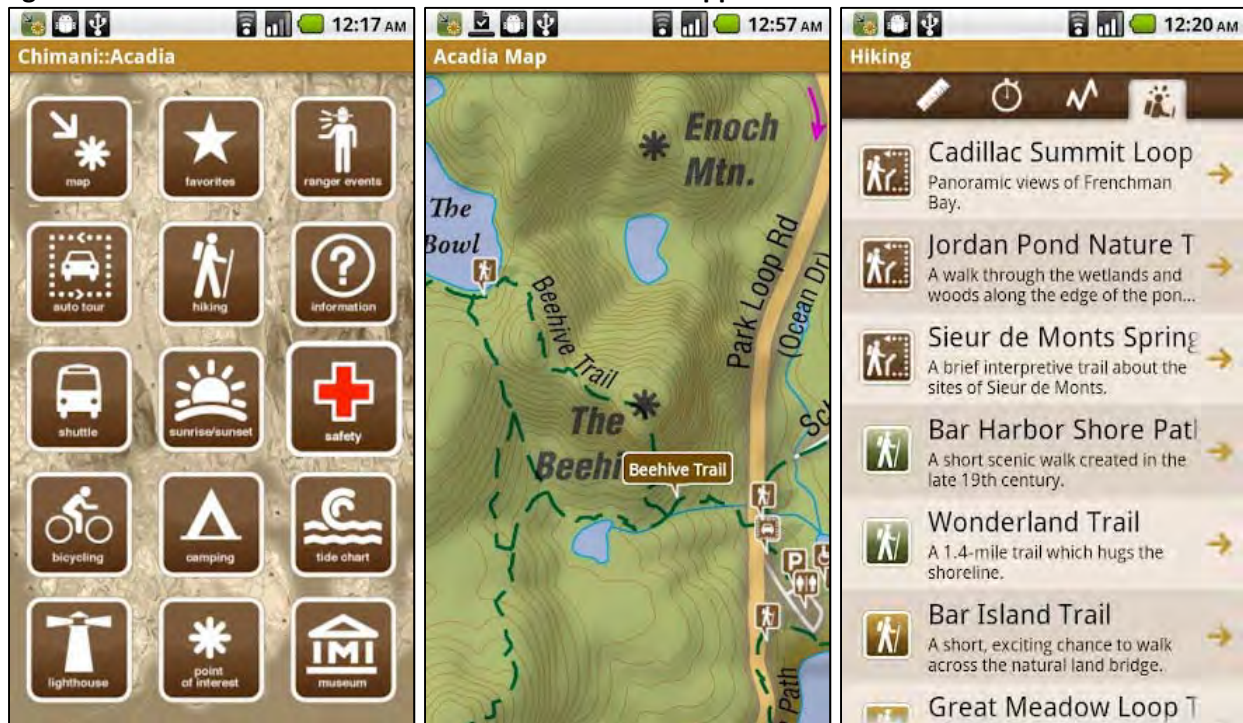 12:17 AM
Chimani::Acadia
map
favorites
ranger events
auto tour
hiking
information
shuttle
sunrise/sunset
safety
bicycling
camping
tide chart
lighthouse
point
of interest
museum
12:57 AM
Acadia Map
Enoch
Mtn.
The
Bowl
Beehive Trail
Park Loop Rd
(Ocean Dr)
The
Beehi
Beehive Trail
P
Path
12:20 AM
Hiking
Cadillac Summit Loop
Panoramic views of Frenchman
Bay.
Jordan Pond Nature T
A walk through the wetlands and
woods along the edge of the pon...
Sieur de Monts Spring
A brief interpretive trail about the
sites of Sieur de Monts.
Bar Harbor Shore Patl
A short scenic walk created in the
late 19th century.
Wonderland Trail
A 1.4-mile trail which hugs the
shoreline.
Bar Island Trail
A short, exciting chance to walk
across the natural land bridge.
Great Meadow Loop T